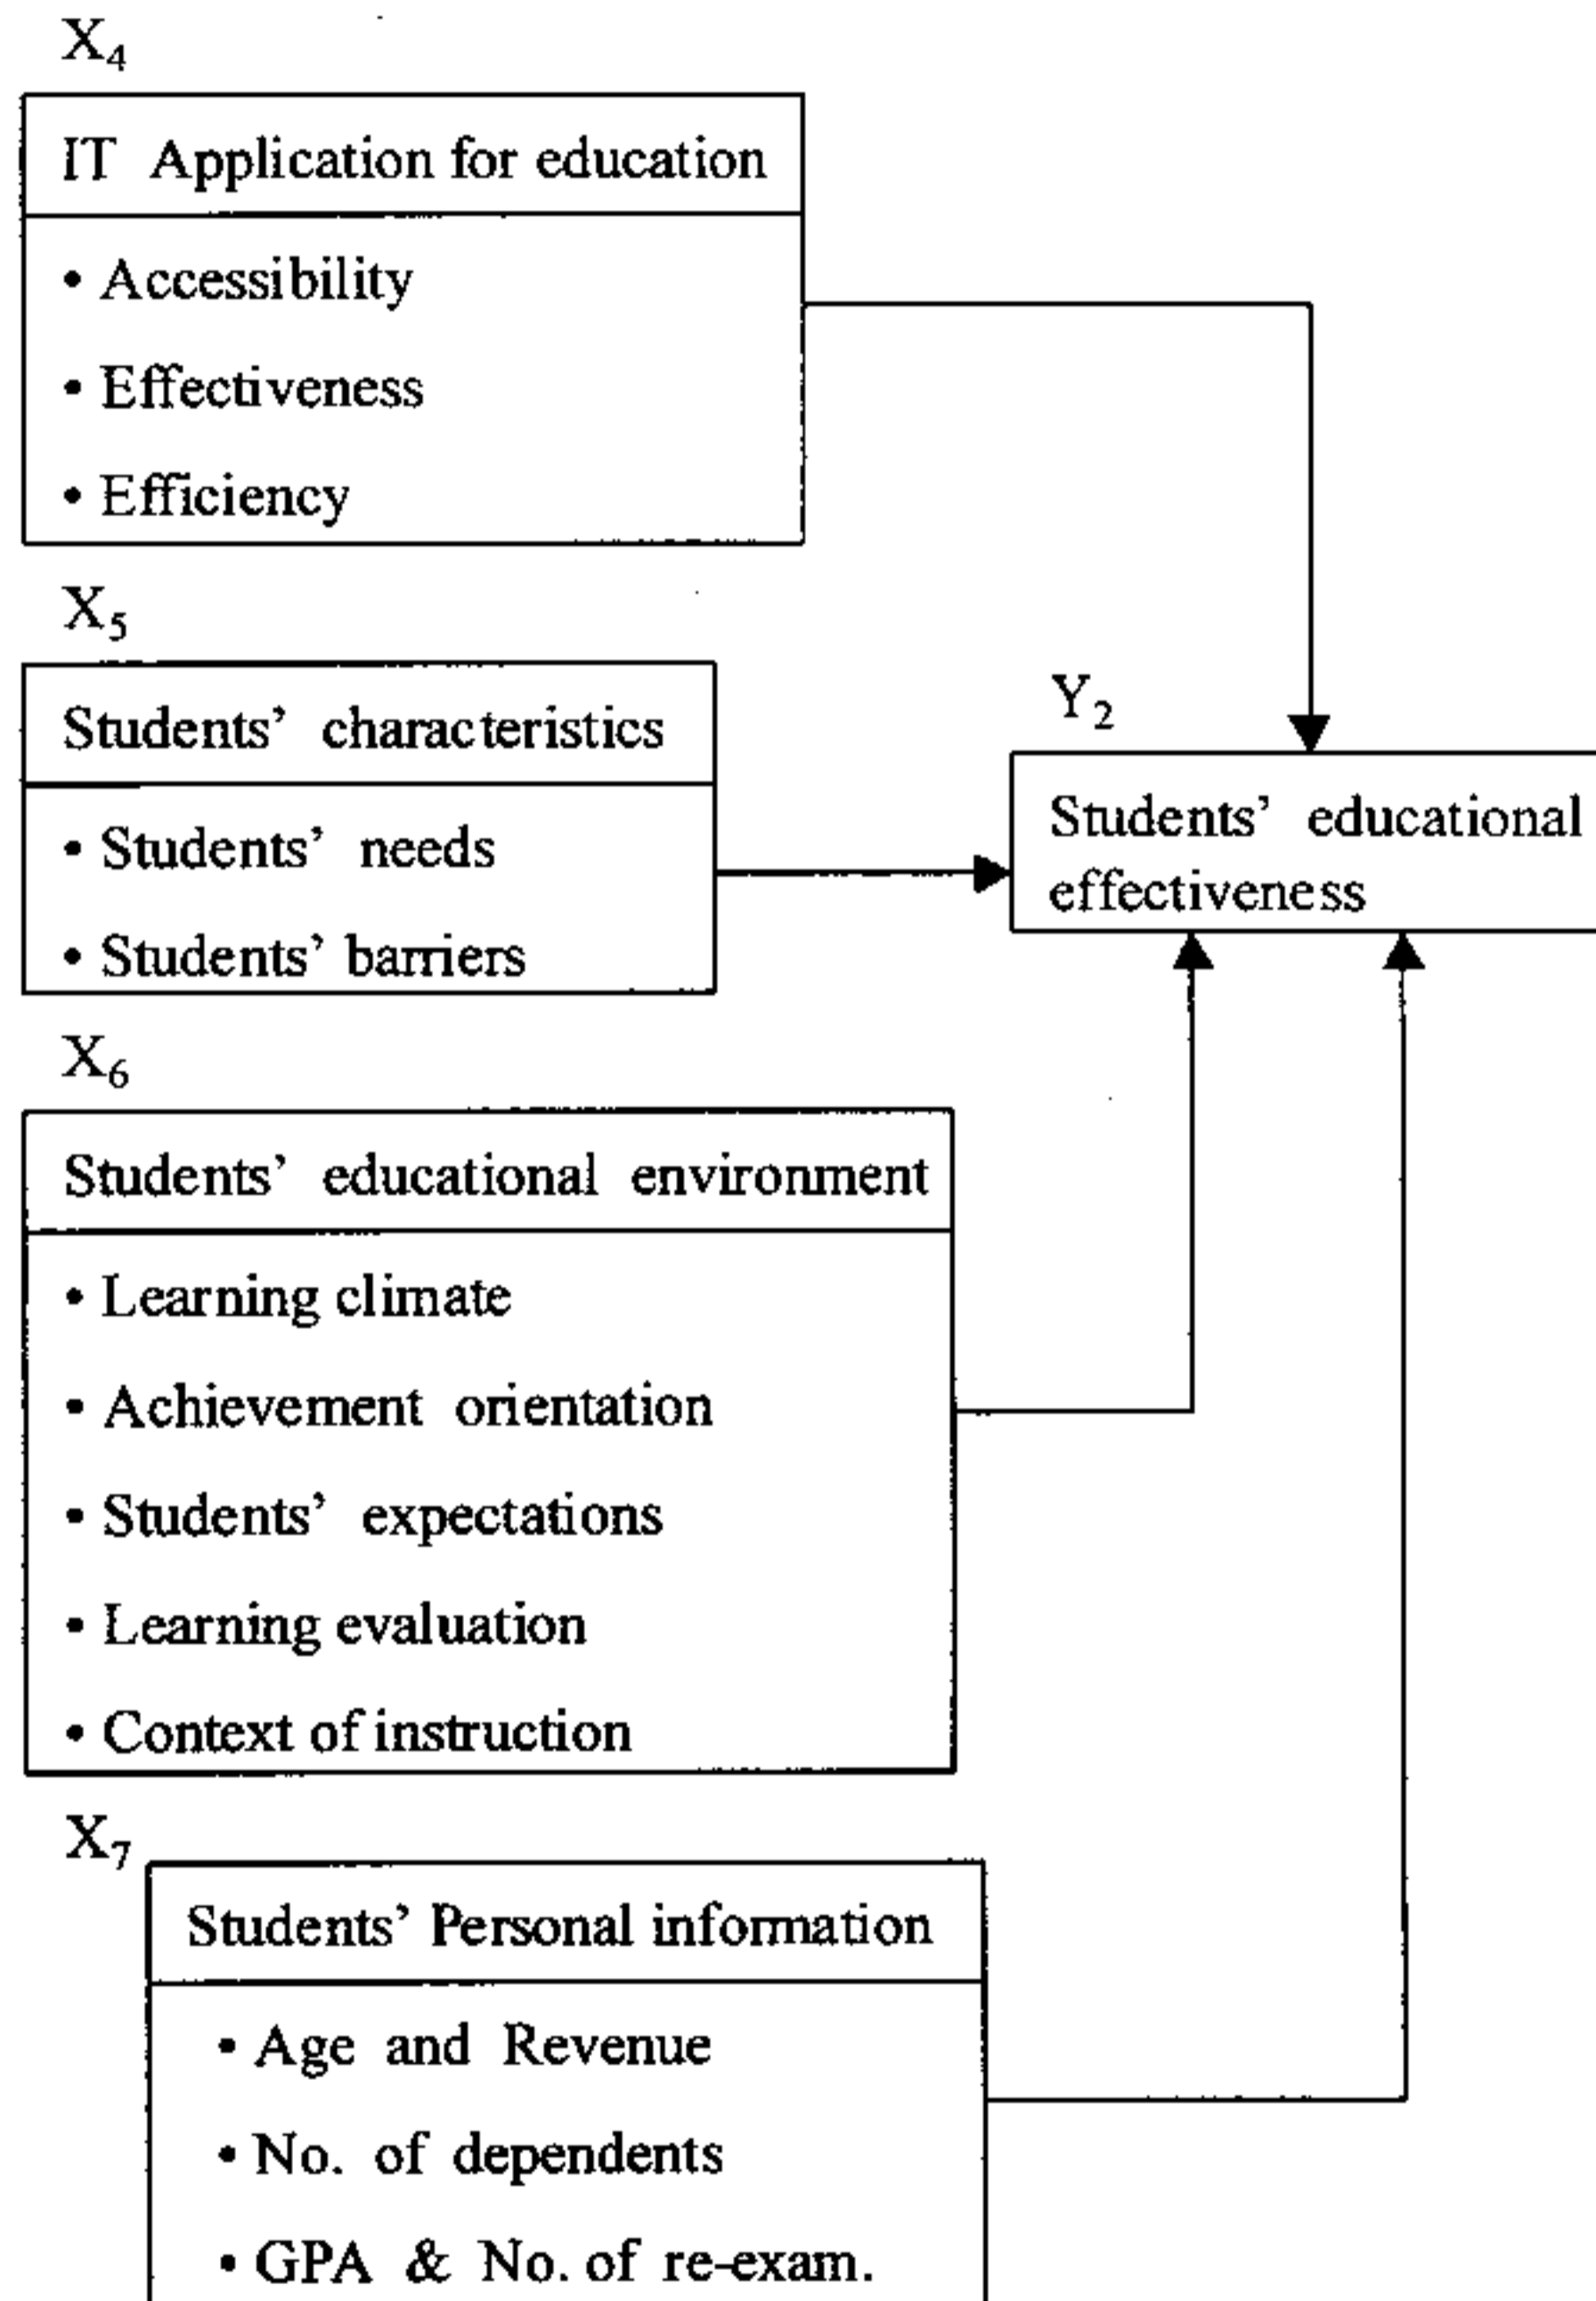 X₄
IT Application for education
• Accessibility
• Effectiveness
• Efficiency
X₅
Students’ characteristics
• Students’ needs
• Students’ barriers
Y₂
Students’ educational
effectiveness
X₆
Students’ educational environment
• Learning climate
• Achievement orientation
• Students’ expectations
• Learning evaluation
• Context of instruction
X₇
Students’ Personal information
• Age and Revenue
• No. of dependents
• GPA & No. of re-exam.